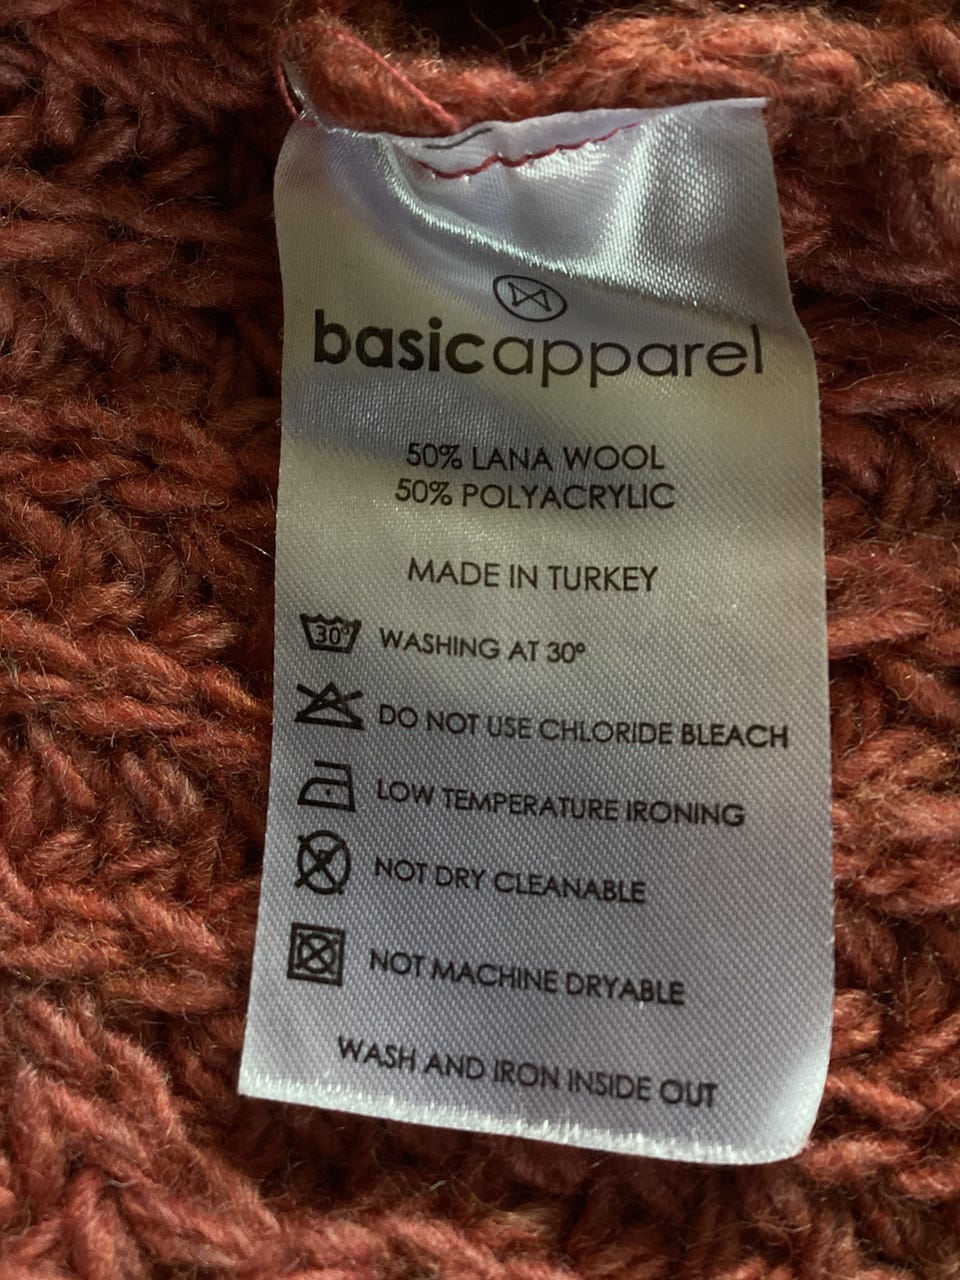 basicapparel
50% LANA WOOL
50% POLYACRYLIC
MADE IN TURKEY
30° WASHING AT 30°
DO NOT USE CHLORIDE BLEACH
LOW TEMPERATURE IRONING
NOT DRY CLEANABLE
NOT MACHINE DRYABLE
WASH AND IRON INSIDE OUT